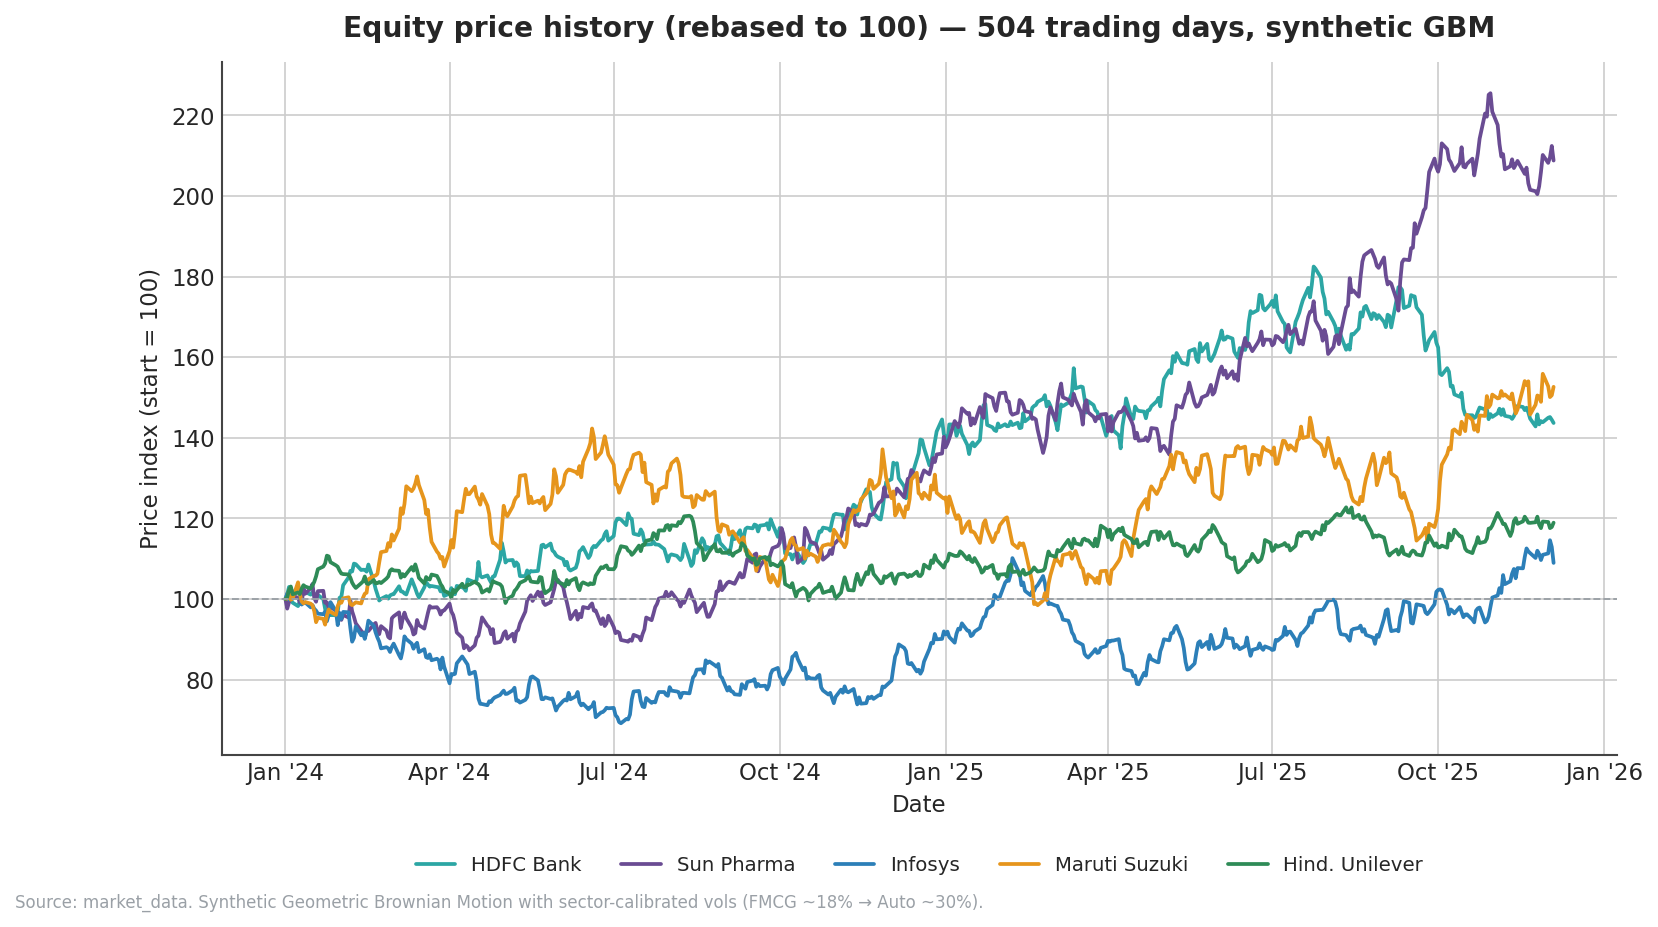 Equity price history (rebased to 100) — 504 trading days, synthetic GBM
Price index (start = 100)
220
200
180
160
140
120
100
80
Jan '24
Apr '24
Jul '24
Oct '24
Jan '25
Apr '25
Jul '25
Oct '25
Jan '26
Date
HDFC Bank
Sun Pharma
Infosys
Maruti Suzuki
Hind. Unilever
Source: market_data. Synthetic Geometric Brownian Motion with sector-calibrated vols (FMCG ~18% → Auto ~30%).